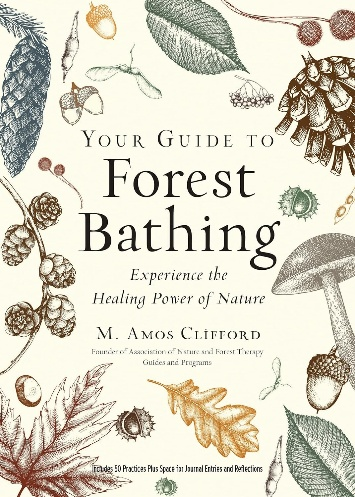 YOUR GUIDE TO
Forest
Bathing
Experience the
Healing Power of Nature
M. AMOS CLIFFORD
Founder of Association of Nature and Forest Therapy
Guides and Programs
Includes 50 Practices Plus Space for Journal Entries and Reflections